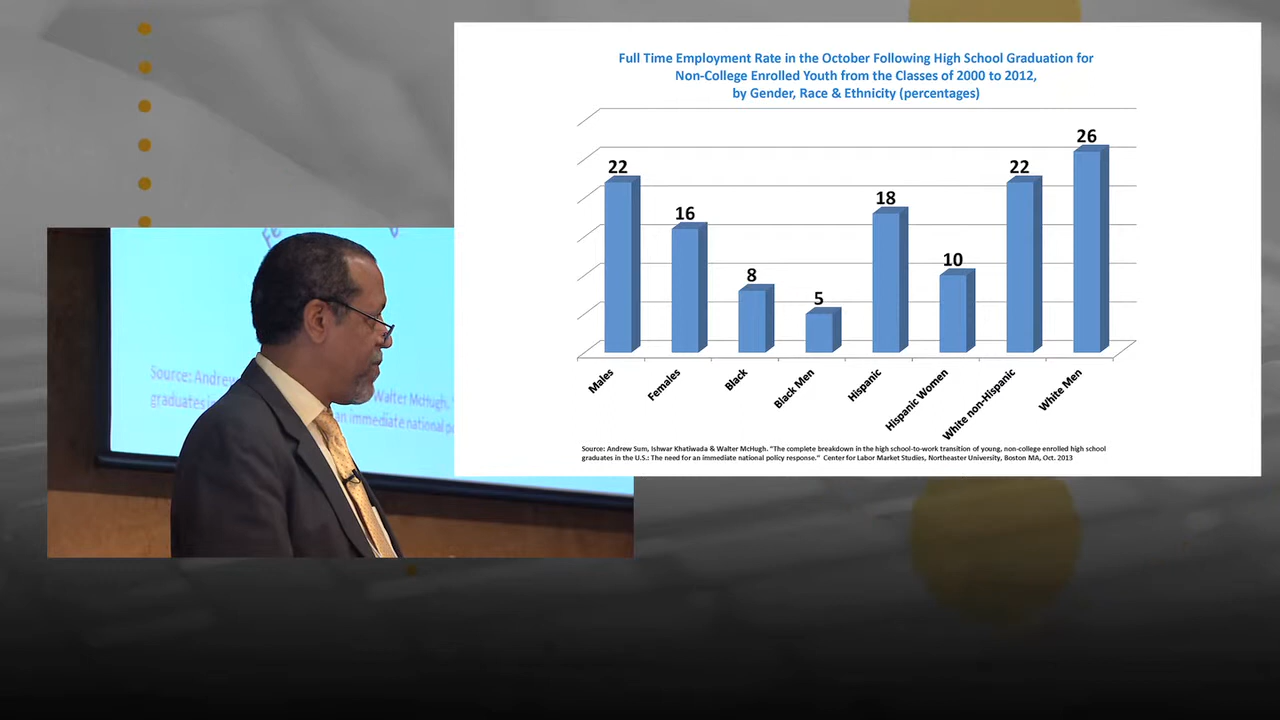 Full Time Employment Rate in the October Following High School Graduation for
Non-College Enrolled Youth from the Classes of 2000 to 2012,
by Gender, Race & Ethnicity (percentages)
22
16
8
5
18
10
22
26
Males
Females
Black
Black Men
Hispanic
Hispanic Women
White non-Hispanic
White Men
Source: Andrew Sum, Ishwar Khatiwada & Walter McHugh. "The complete breakdown in the high school-to-work transition of young, non-college enrolled high school
graduates in the U.S.: The need for an immediate national policy response." Center for Labor Market Studies, Northeaster University, Boston MA, Oct. 2013
Fe
Source: Andrew
Walter McHugh.
graduates in
an immediate national